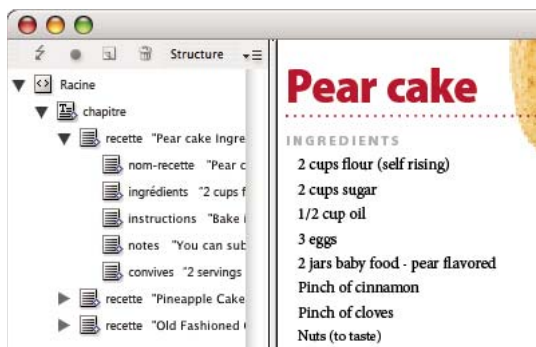 Structure
Racine
chapitre
recette "Pear cake Ingre
nom-recette "Pear c
ingrédients "2 cups f
instructions "Bake i
notes "You can sub
convives "2 servings
recette "Pineapple Cake
recette "Old Fashioned
Pear cake
INGREDIENTS
2 cups flour (self rising)
2 cups sugar
1/2 cup oil
3 eggs
2 jars baby food - pear flavored
Pinch of cinnamon
Pinch of cloves
Nuts (to taste)